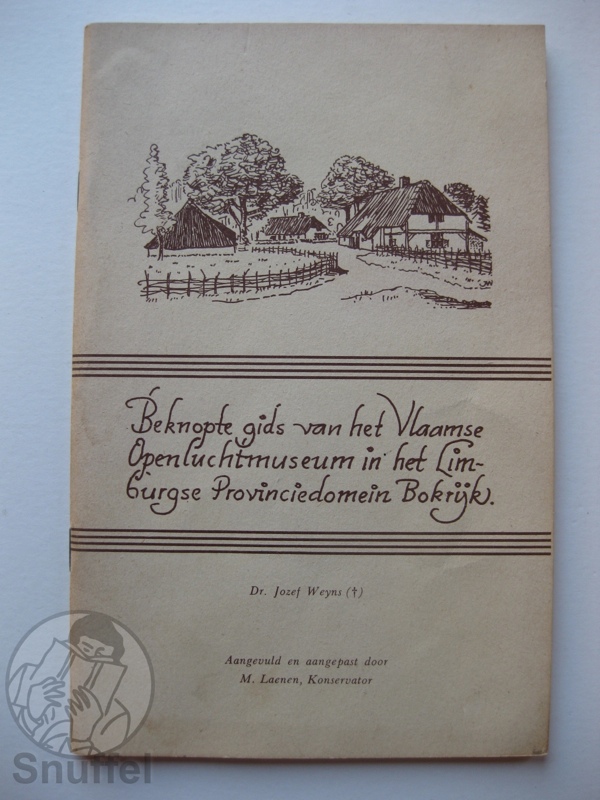 Beknopte gids van het Vlaamse
Openluchtmuseum in het Lim-
burgse Provinciedomein Bokrijk.
Dr. Jozef Weyns (†)
Aangevuld en aangepast door
M. Laenen, Konservator
Snuffel